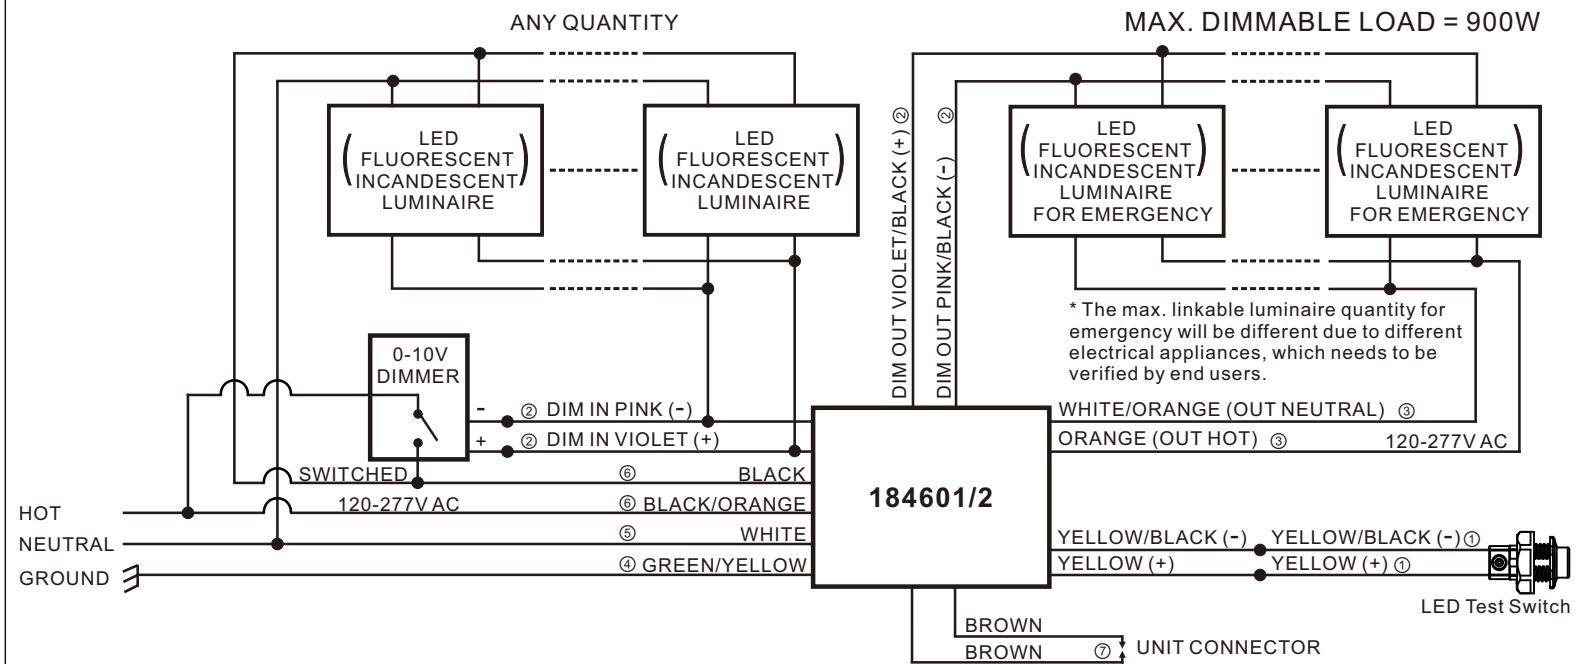 ANY QUANTITY
MAX. DIMMABLE LOAD = 900W
(LED
FLUORESCENT
INCANDESCENT)
LUMINAIRE
(LED
FLUORESCENT
INCANDESCENT)
LUMINAIRE
DIM OUT VIOLET/BLACK (+) ②
DIM OUT PINK/BLACK (-) ②
(LED
FLUORESCENT
INCANDESCENT)
LUMINAIRE
FOR EMERGENCY
(LED
FLUORESCENT
INCANDESCENT)
LUMINAIRE
FOR EMERGENCY
* The max. linkable luminaire quantity for
emergency will be different due to different
electrical appliances, which needs to be
verified by end users.
0-10V
DIMMER
- ② DIM IN PINK (-)
+ ② DIM IN VIOLET (+)
SWITCHED ⑥ BLACK
120-277V AC ⑥ BLACK/ORANGE
⑤ WHITE
④ GREEN/YELLOW
HOT
NEUTRAL
GROUND
184601/2
WHITE/ORANGE (OUT NEUTRAL) ③
ORANGE (OUT HOT) ③ 120-277V AC
YELLOW/BLACK (-) YELLOW/BLACK (-) ①
YELLOW (+) YELLOW (+) ①
LED Test Switch
BROWN
BROWN ⑦ UNIT CONNECTOR